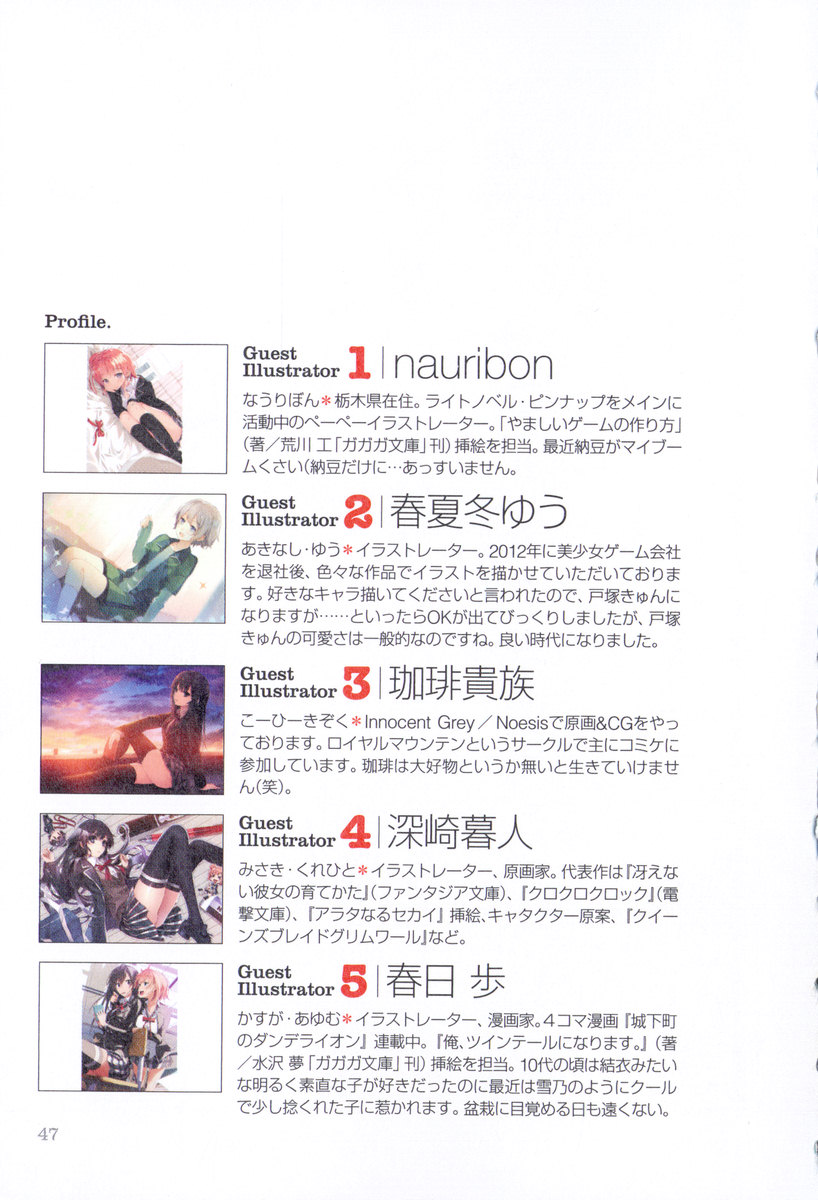 Profile.
Guest
Illustrator 1 nauribon
なうりぼん＊栃木県在住。ライトノベル・ピンナップをメインに
活動中のペーペーイラストレーター。「やましいゲームの作り方」
（著／荒川 工「ガガガ文庫」刊）挿絵を担当。最近納豆がマイブー
ムくさい（納豆だけに…あっすいません。
Guest
Illustrator 2 春夏冬ゆう
あきなし・ゆう＊イラストレーター。2012年に美少女ゲーム会社
を退社後、色々な作品でイラストを描かせていただいておりま
す。好きなキャラ描いてくださいと言われたので、戸塚きゅんに
なりますが……といったらOKが出てびっくりしましたが、戸塚
きゅんの可愛さは一般的なのですね。良い時代になりました。
Guest
Illustrator 3 珈琲貴族
こーひーきぞく＊Innocent Grey／Noesisで原画&CGをやっ
ております。ロイヤルマウンテンというサークルで主にコミケに
参加しています。珈琲は大好物というか無いと生きていけませ
ん（笑）。
Guest
Illustrator 4 深崎暮人
みさき・くれひと＊イラストレーター、原画家。代表作は『冴えな
い彼女の育てかた』（ファンタジア文庫）、『クロクロクロック』（電
撃文庫）、『アラタなるセカイ』挿絵、キャタクター原案、『クイー
ンズブレイドグリムワール』など。
Guest
Illustrator 5 春日 歩
かすが・あゆむ＊イラストレーター、漫画家。4コマ漫画『城下町
のダンデライオン』連載中。『俺、ツインテールになります。』（著
／水沢 夢「ガガガ文庫」刊）挿絵を担当。10代の頃は結衣みたい
な明るく素直な子が好きだったのに最近は雪乃のようにクール
で少し捻くれた子に惹かれます。盆栽に目覚める日も遠くない。
47